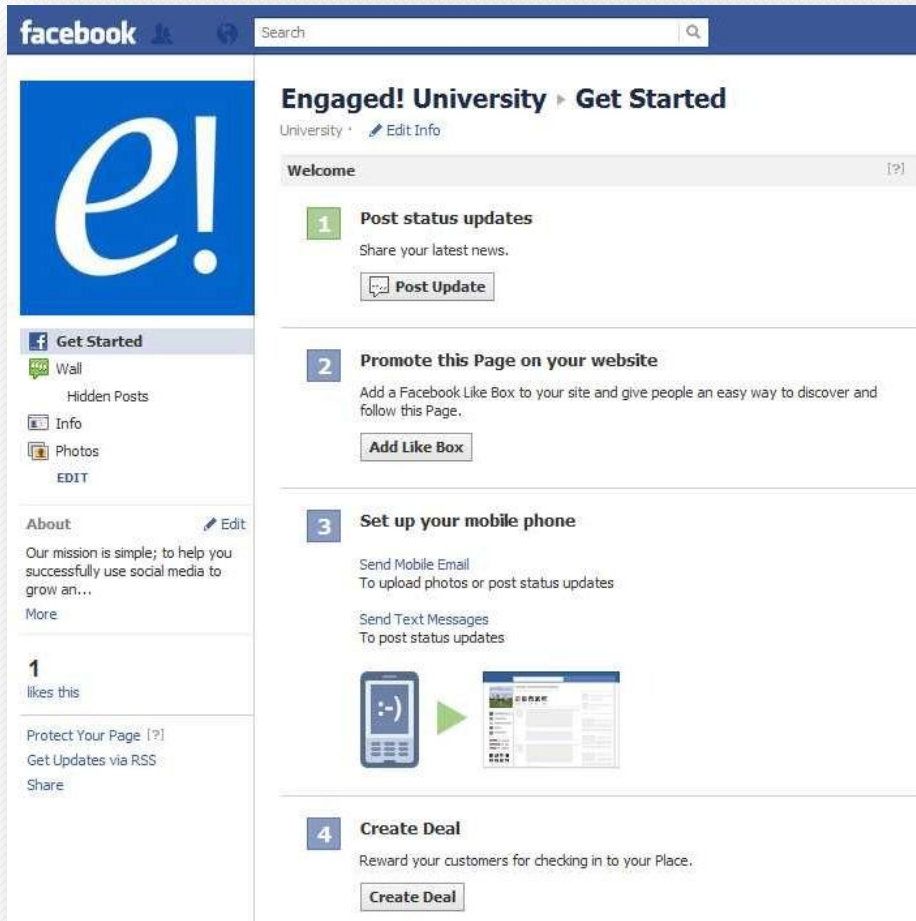 facebook
Search
e!
Engaged! University ▸ Get Started
University · Edit Info
Welcome [?]
1 Post status updates
Share your latest news.
Post Update
Get Started
Wall
Hidden Posts
Info
Photos
EDIT
About Edit
Our mission is simple; to help you
successfully use social media to
grow an...
More
1
likes this
Protect Your Page [?]
Get Updates via RSS
Share
2 Promote this Page on your website
Add a Facebook Like Box to your site and give people an easy way to discover and
follow this Page.
Add Like Box
3 Set up your mobile phone
Send Mobile Email
To upload photos or post status updates
Send Text Messages
To post status updates
:-)
4 Create Deal
Reward your customers for checking in to your Place.
Create Deal